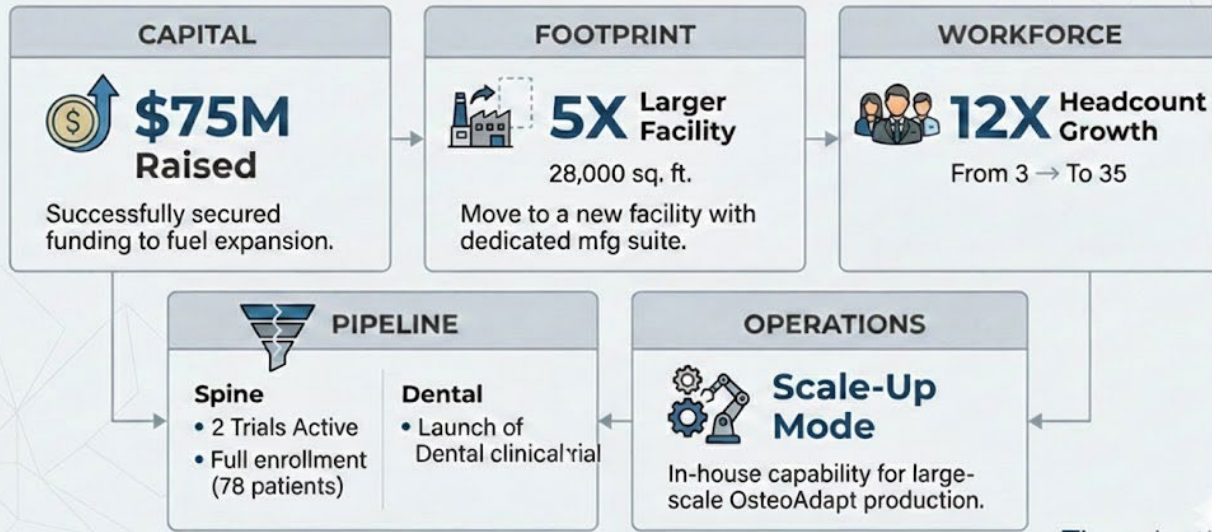 CAPITAL
$
$75M
Raised
Successfully secured
funding to fuel expansion.
FOOTPRINT
5X Larger
Facility
28,000 sq. ft.
Move to a new facility with
dedicated mfg suite.
WORKFORCE
12X Headcount
Growth
From 3 → To 35
PIPELINE
Spine
• 2 Trials Active
• Full enrollment
(78 patients)
Dental
• Launch of
Dental clinical
OPERATIONS
Scale-Up
Mode
In-house capability for large-
scale OsteoAdapt production.